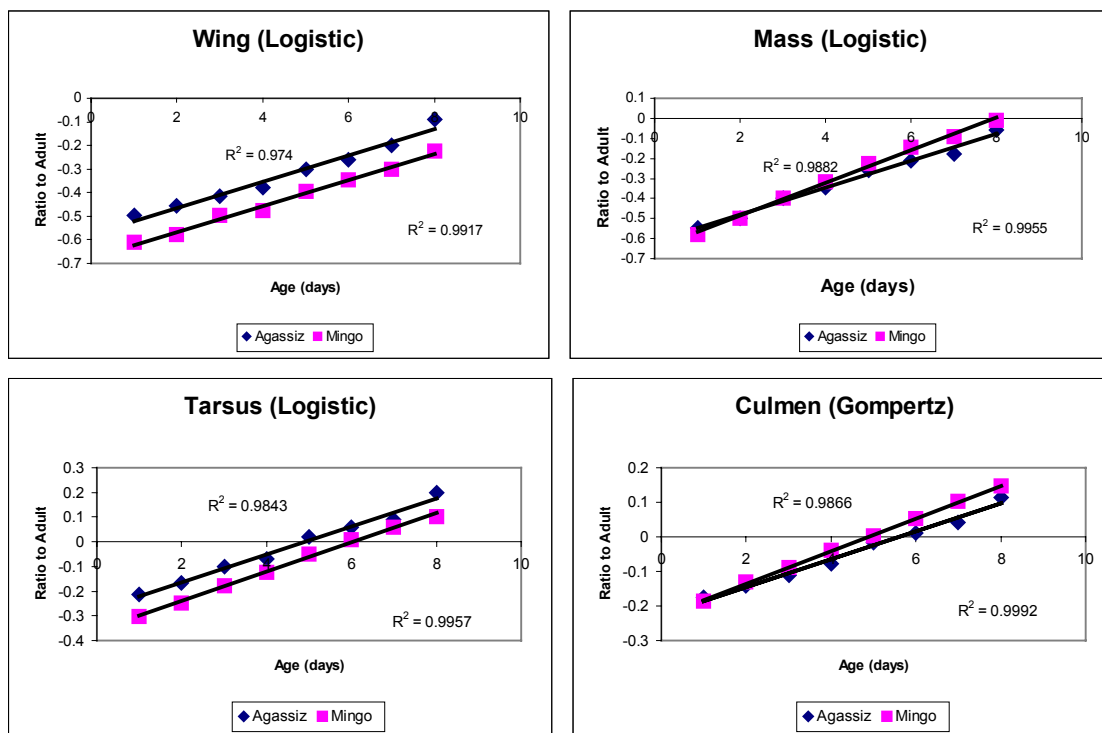 Wing (Logistic)
0
-0.1
-0.2
-0.3
-0.4
-0.5
-0.6
-0.7
0 2 4 6 8 10
Ratio to Adult
R² = 0.974
R² = 0.9917
Age (days)
Agassiz Mingo
Mass (Logistic)
0.1
0
-0.1
-0.2
-0.3
-0.4
-0.5
-0.6
-0.7
0 2 4 6 8 10
Ratio to Adult
R² = 0.9882
R² = 0.9955
Age (days)
Agassiz Mingo
Tarsus (Logistic)
0.3
0.2
0.1
0
-0.1
-0.2
-0.3
-0.4
0 2 4 6 8 10
Ratio to Adult
R² = 0.9843
R² = 0.9957
Age (days)
Agassiz Mingo
Culmen (Gompertz)
0.2
0.1
0
-0.1
-0.2
-0.3
0 2 4 6 8 10
Ratio to Adult
R² = 0.9866
R² = 0.9992
Age (days)
Agassiz Mingo